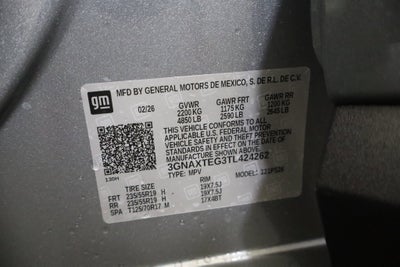 gm
MFD BY GENERAL MOTORS DE MEXICO, S. DE R.L. DE C.V.
02/26 GVWR GAWR FRT GAWR RR
2200 KG 1175 KG 1200 KG
4850 LB 2590 LB 2645 LB
THIS VEHICLE CONFORMS TO ALL
APPLICABLE U.S. FEDERAL MOTOR
VEHICLE SAFETY AND THEFT PREVENTION
STANDARDS IN EFFECT ON THE DATE OF
MANUFACTURE SHOWN ABOVE.
3GNAXTEG3TL424262
TYPE: MPV MODEL: 1ZJPS26
TIRE SIZE RIM
FRT 235/55R19 H 19X7.5J
RR 235/55R19 H 19X7.5J
SPA T125/70R17 M 17X4BT